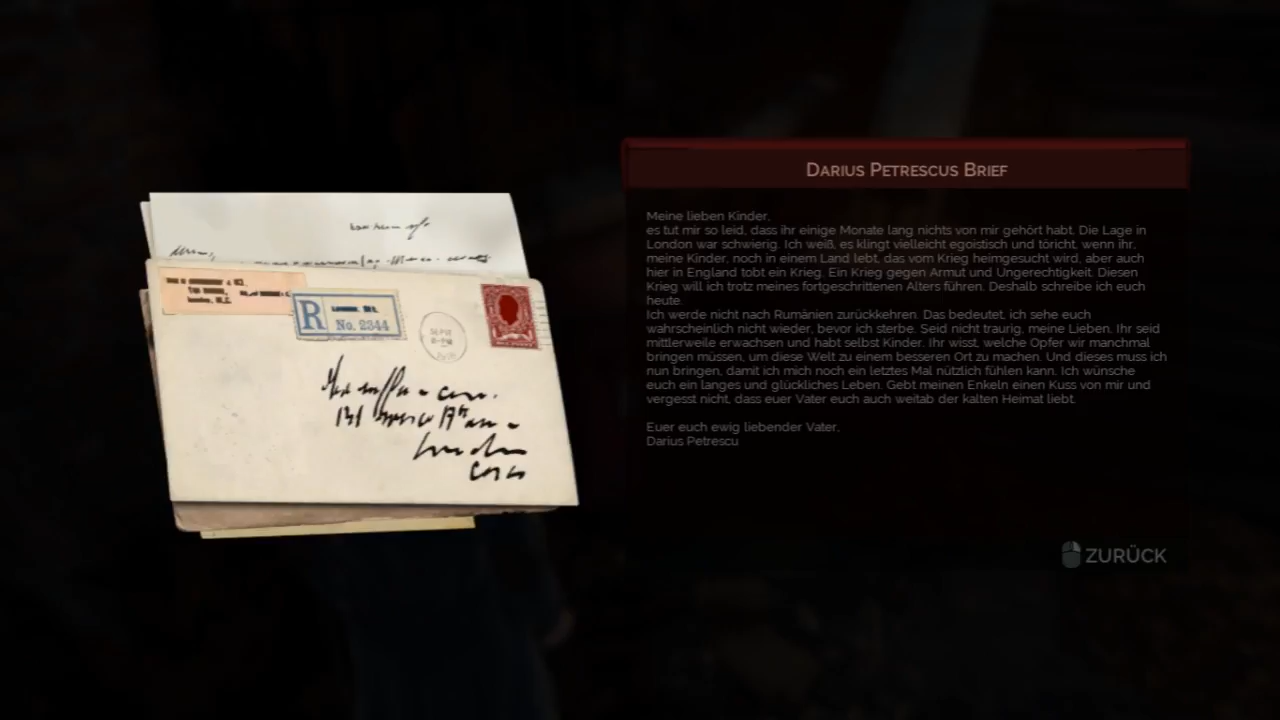 DARIUS PETRESCUS BRIEF
Meine lieben Kinder,
es tut mir so leid, dass ihr einige Monate lang nichts von mir gehört habt. Die Lage in
London war schwierig. Ich weiß, es klingt vielleicht egoistisch und töricht, wenn ihr,
meine Kinder, noch in einem Land lebt, das vom Krieg heimgesucht wird, aber auch
hier in England tobt ein Krieg. Ein Krieg gegen Armut und Ungerechtigkeit. Diesen
Krieg will ich trotz meines fortgeschrittenen Alters führen. Deshalb schreibe ich euch
heute.
Ich werde nicht nach Rumänien zurückkehren. Das bedeutet, ich sehe euch
wahrscheinlich nicht wieder, bevor ich sterbe. Seid nicht traurig, meine Lieben. Ihr seid
mittlerweile erwachsen und habt selbst Kinder. Ihr wisst, welche Opfer wir manchmal
bringen müssen, um diese Welt zu einem besseren Ort zu machen. Und dieses muss ich
nun bringen, damit ich mich noch ein letztes Mal nützlich fühlen kann. Ich wünsche
euch ein langes und glückliches Leben. Gebt meinen Enkeln einen Kuss von mir und
vergesst nicht, dass euer Vater euch auch weitab der kalten Heimat liebt.
Euer euch ewig liebender Vater,
Darius Petrescu
ZURÜCK
R
No. 2344